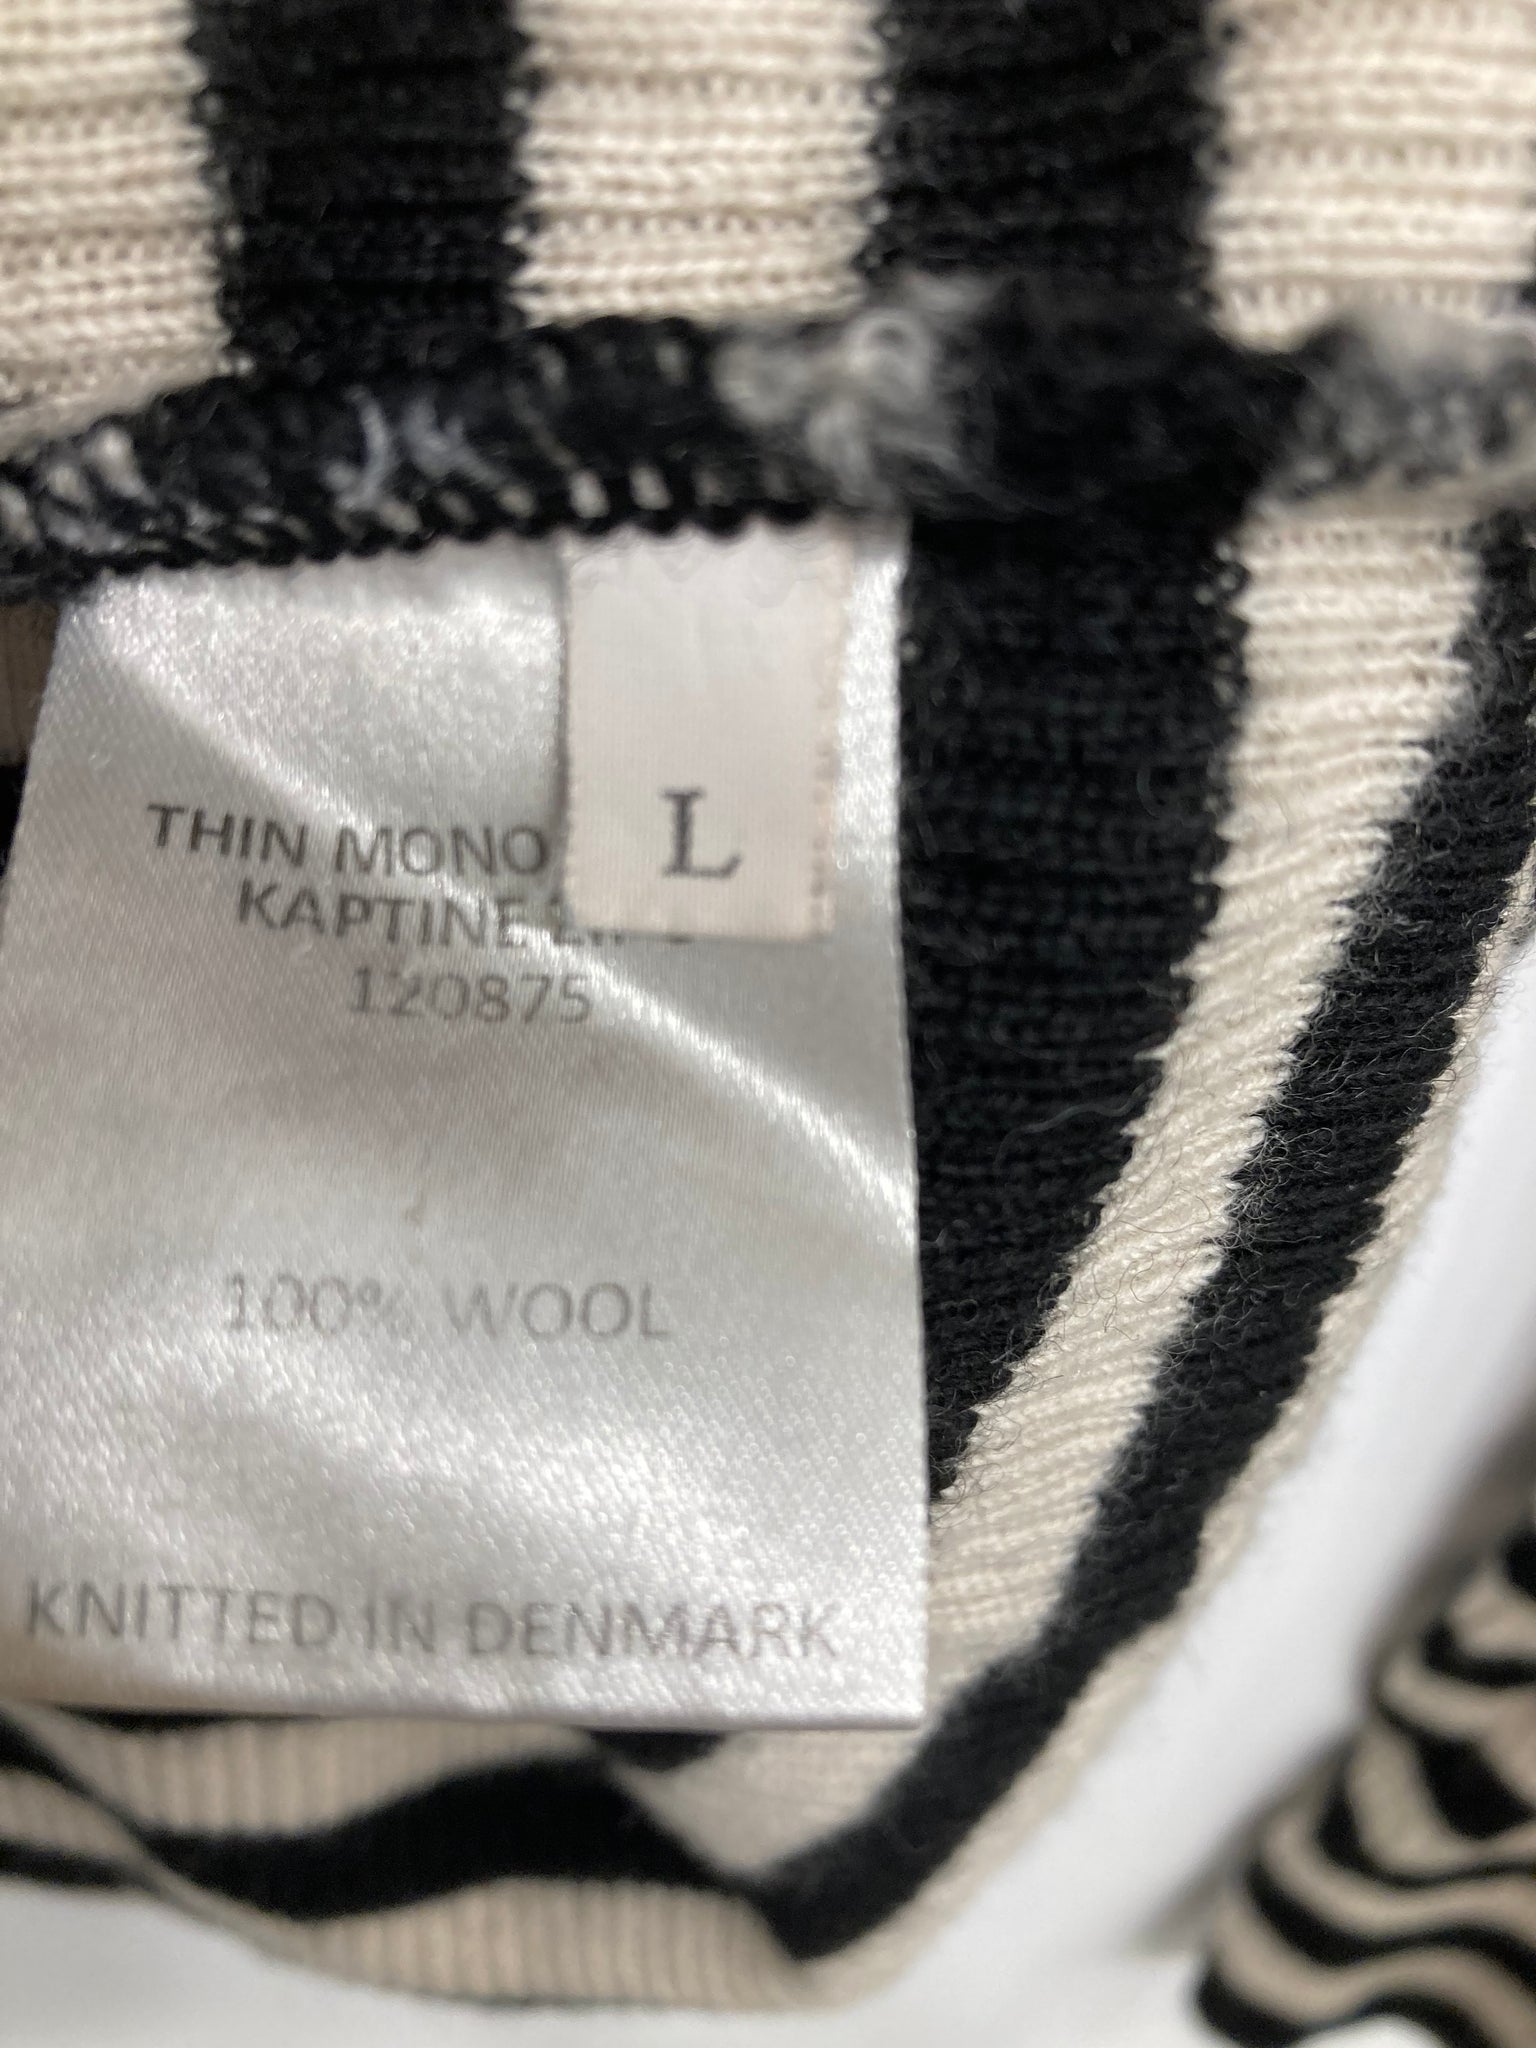 L
THIN MONO
KAPTINE
120875
100% WOOL
KNITTED IN DENMARK